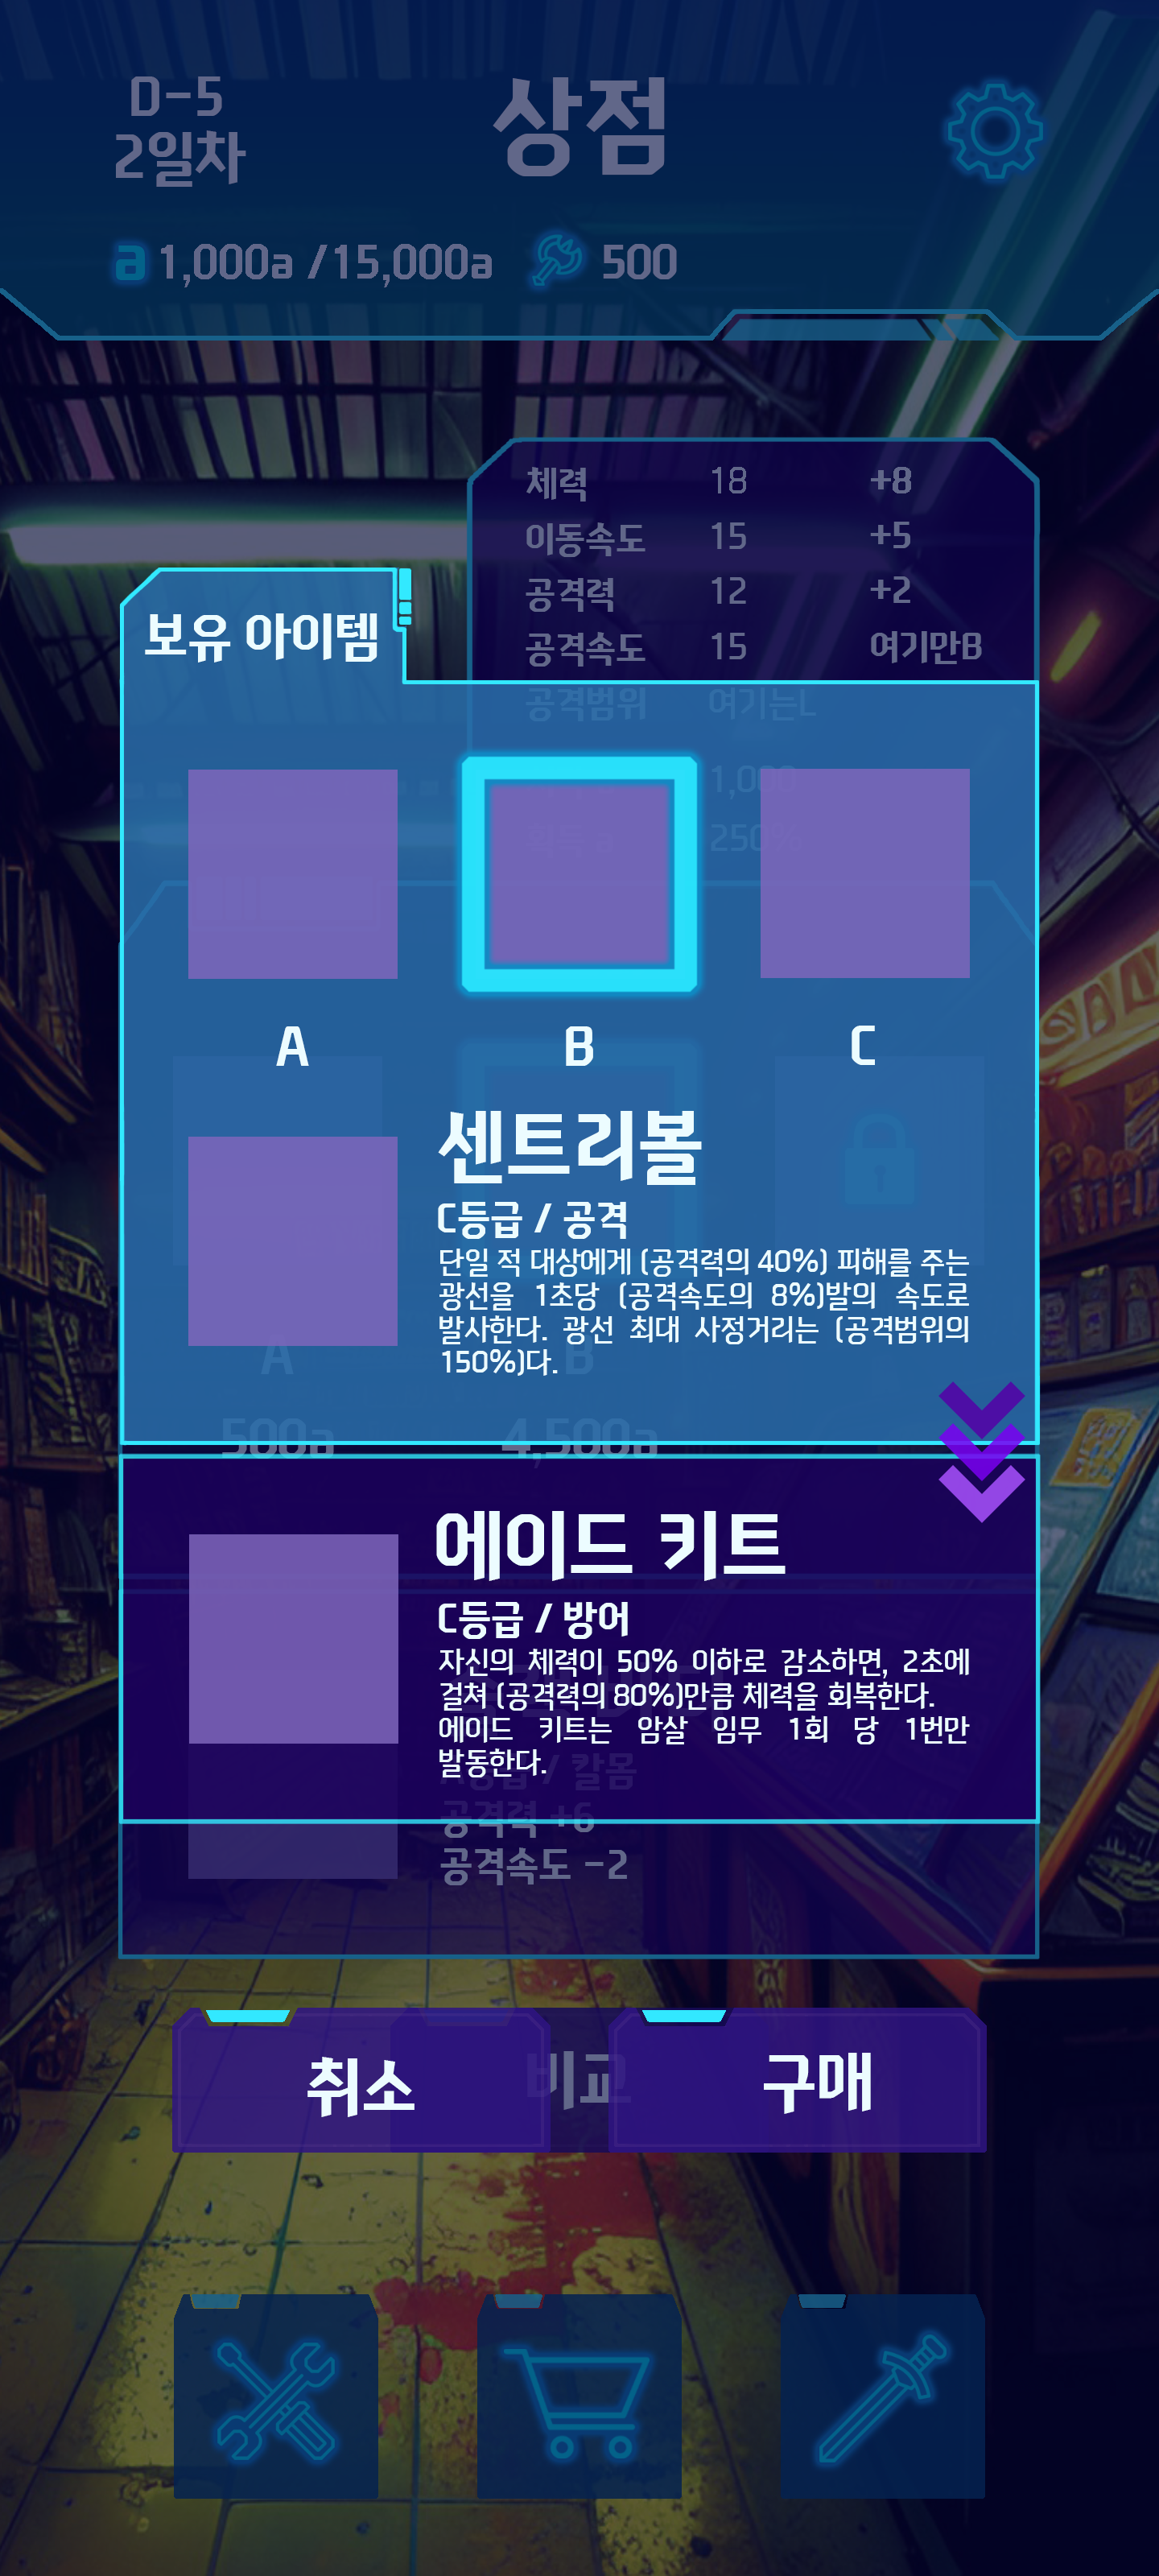 D-5
2일차
상점
a 1,000a /15,000a
500
체력 18 +8
이동속도 15 +5
공격력 12 +2
공격속도 15 여기만B
공격범위 여기는L
1,000
획득 a 250%
보유 아이템
A B C
센트리볼
C등급 / 공격
단일 적 대상에게 (공격력의 40%) 피해를 주는
광선을 1초당 (공격속도의 8%)발의 속도로
발사한다. 광선 최대 사정거리는 (공격범위의
150%)다.
A B
500a 4,500a
에이드 키트
C등급 / 방어
자신의 체력이 50% 이하로 감소하면, 2초에
걸쳐 (공격력의 80%)만큼 체력을 회복한다.
에이드 키트는 암살 임무 1회 당 1번만
발동한다.
등급 / 칼몸
공격력 +6
공격속도 -2
취소 비교 구매